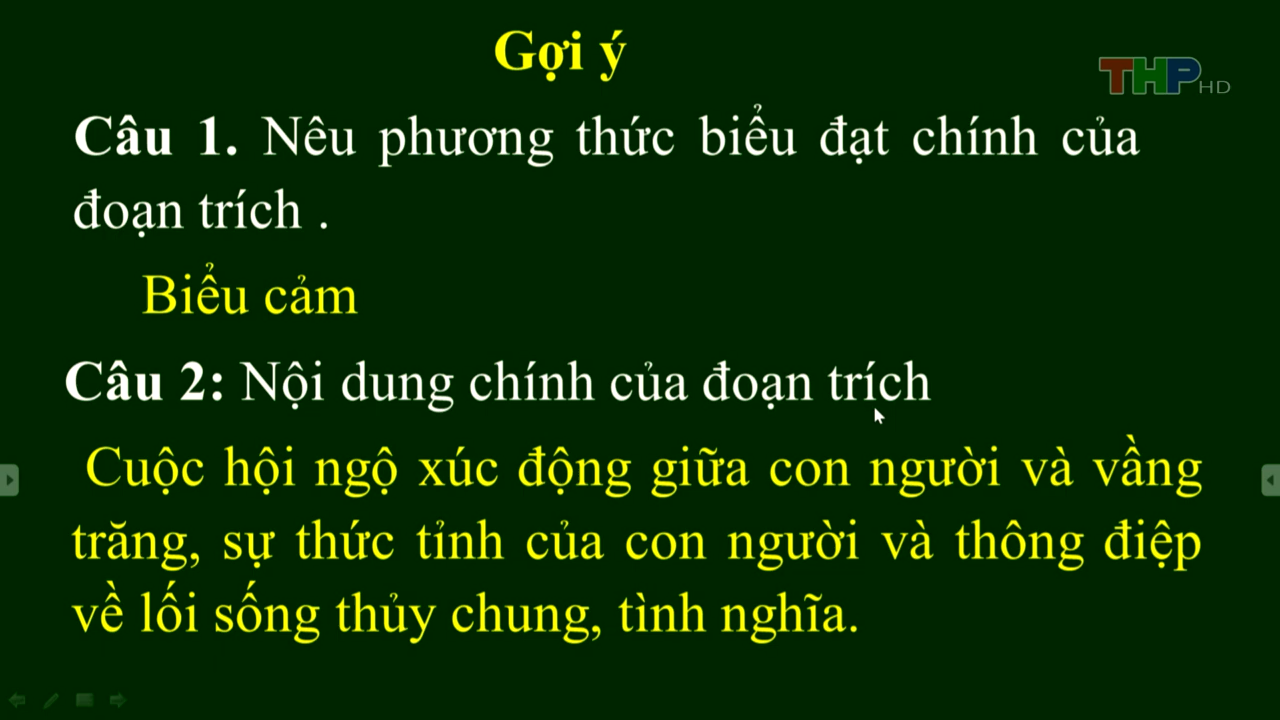 Gợi ý
THP HD
Câu 1. Nêu phương thức biểu đạt chính của
đoạn trích .
Biểu cảm
Câu 2: Nội dung chính của đoạn trích
Cuộc hội ngộ xúc động giữa con người và vầng
trăng, sự thức tỉnh của con người và thông điệp
về lối sống thủy chung, tình nghĩa.